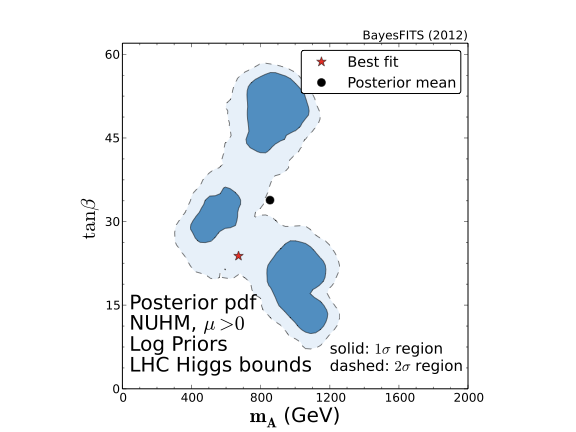 BayesFITS (2012)
Best fit
Posterior mean
60
45
30
15
0
tanβ
Posterior pdf
NUHM, μ > 0
Log Priors
LHC Higgs bounds
solid: 1σ region
dashed: 2σ region
0 400 800 1200 1600 2000
m_A (GeV)